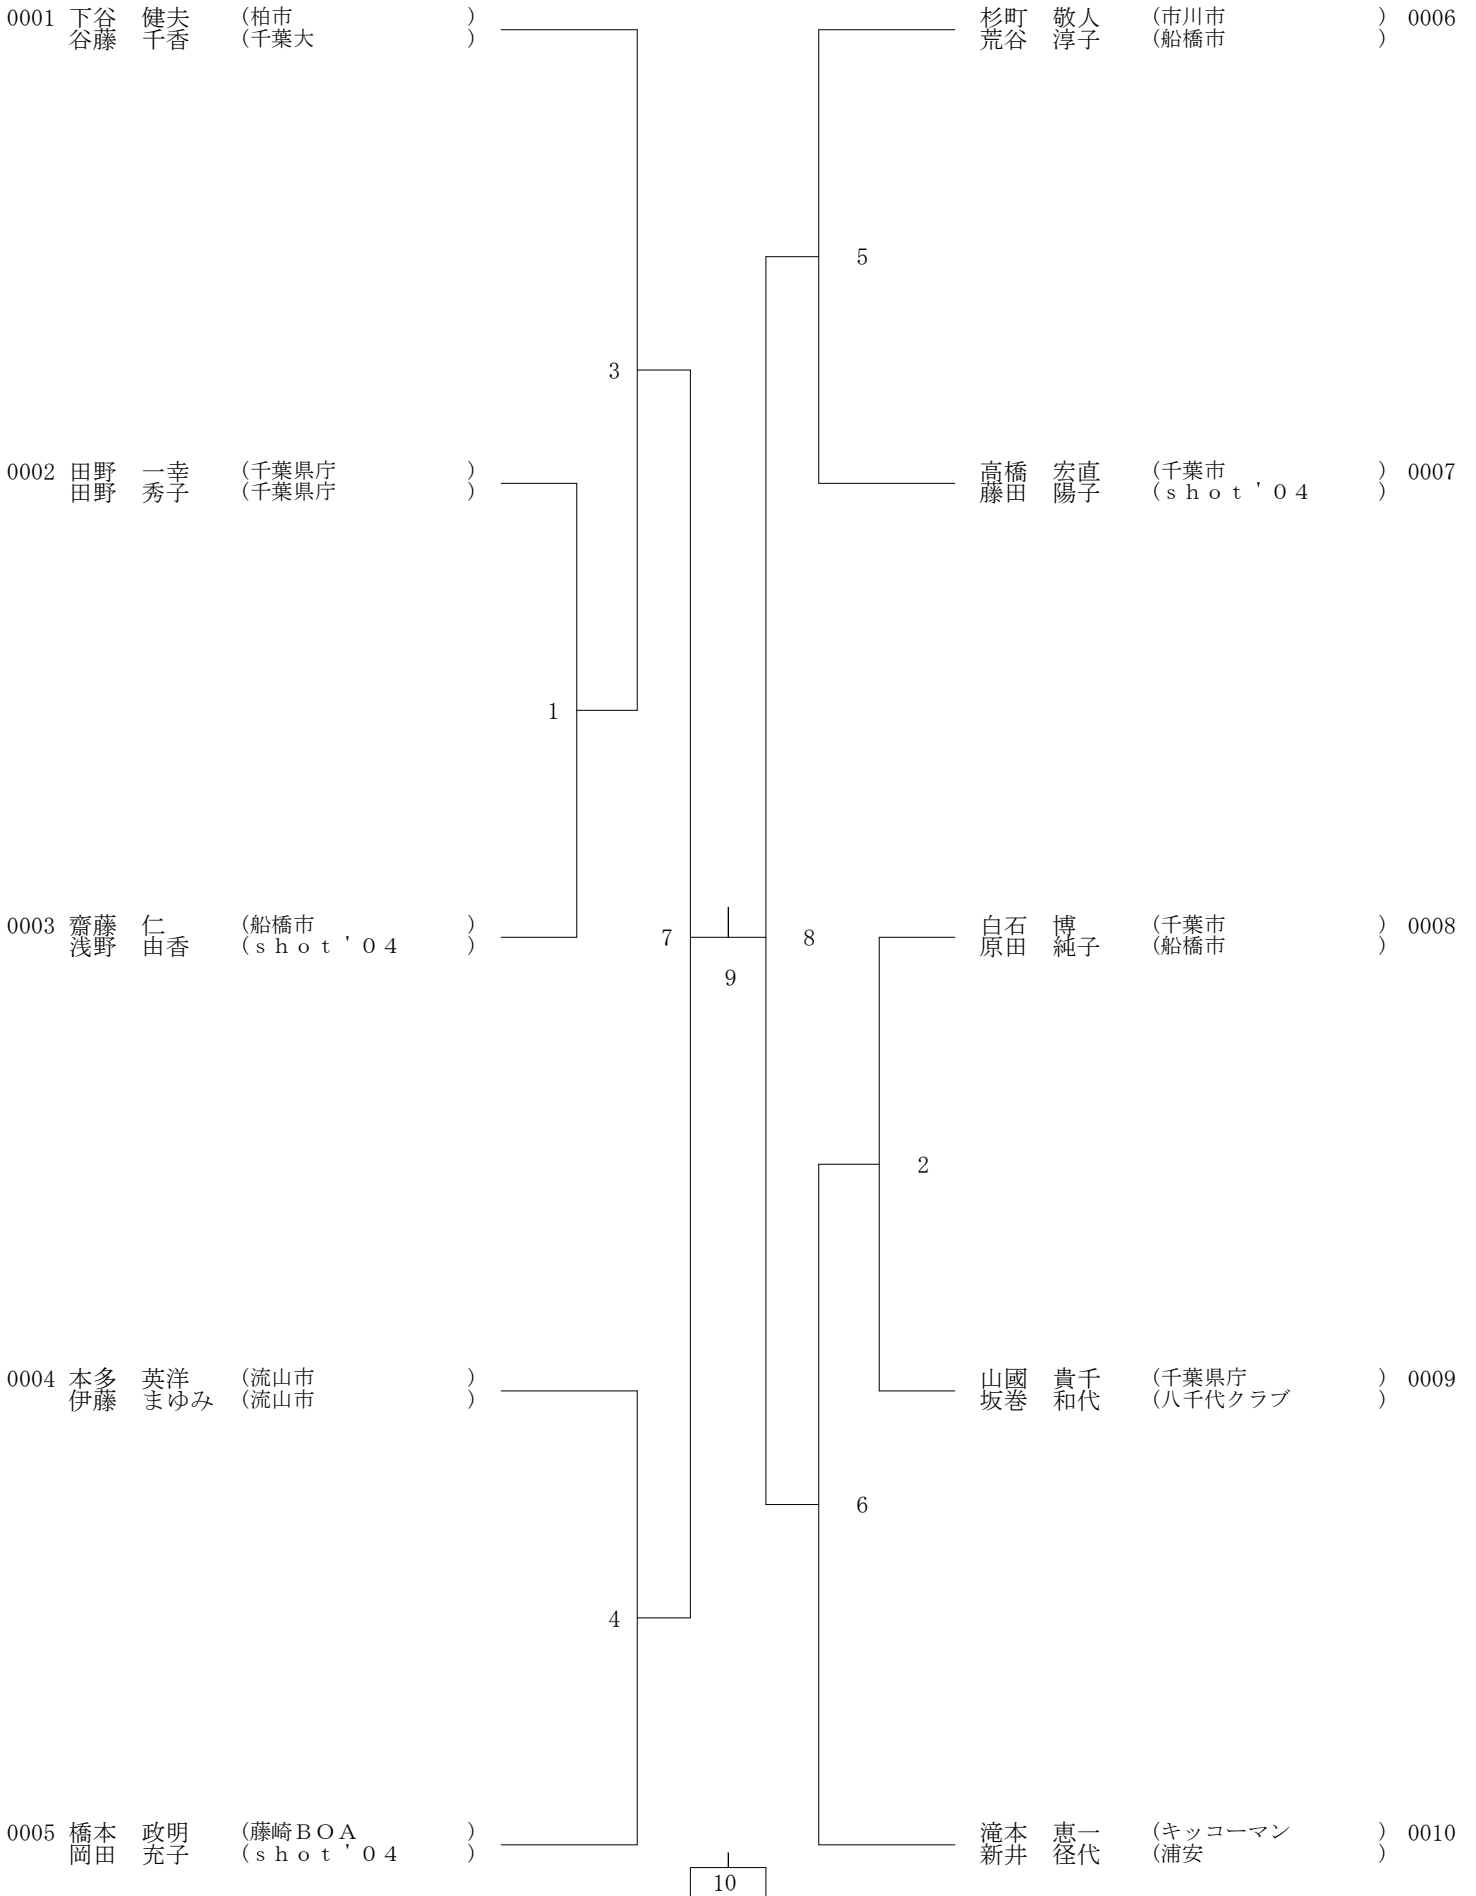 0001 下谷　健夫　(柏市　)
谷藤　千香　(千葉大　)
杉町　敬人　(市川市　) 0006
荒谷　淳子　(船橋市　)
5
3
0002 田野　一幸　(千葉県庁　)
田野　秀子　(千葉県庁　)
高橋　宏直　(千葉市　) 0007
藤田　陽子　(ｓｈｏｔ＇０４　)
1
0003 齋藤　仁　(船橋市　)
浅野　由香　(ｓｈｏｔ＇０４　)
7
9
8
白石　博　(千葉市　) 0008
原田　純子　(船橋市　)
2
0004 本多　英洋　(流山市　)
伊藤　まゆみ　(流山市　)
山國　貴千　(千葉県庁　) 0009
坂巻　和代　(八千代クラブ　)
6
4
0005 橋本　政明　(藤崎ＢＯＡ　)
岡田　充子　(ｓｈｏｔ＇０４　)
滝本　恵一　(キッコーマン　) 0010
新井　径代　(浦安　)
10